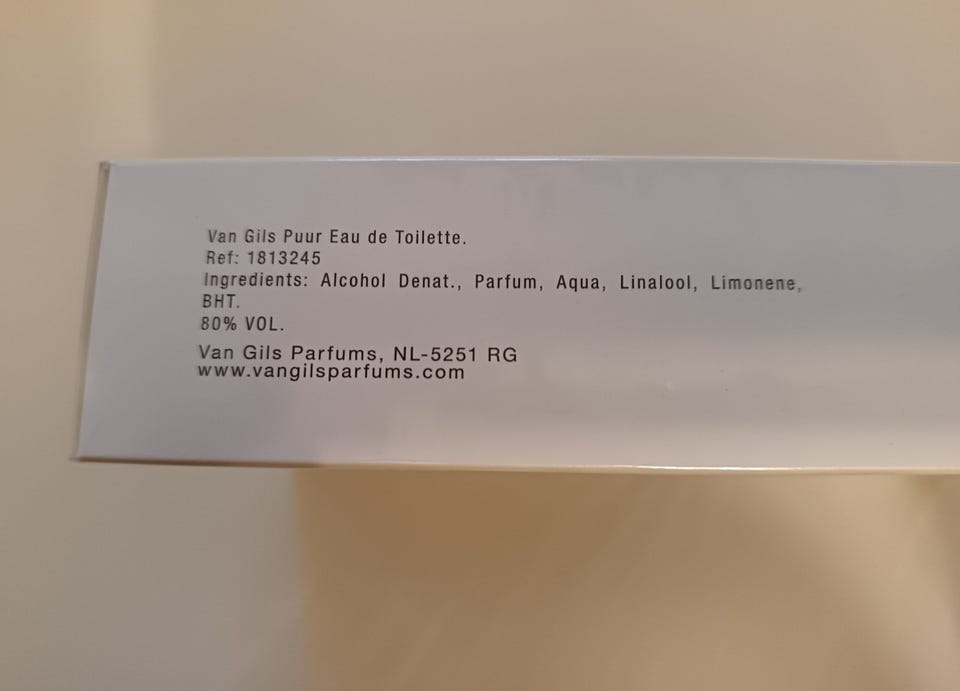 Van Gils Puur Eau de Toilette.
Ref: 1813245
Ingredients: Alcohol Denat., Parfum, Aqua, Linalool, Limonene,
BHT.
80% VOL.
Van Gils Parfums, NL-5251 RG
www.vangilsparfums.com